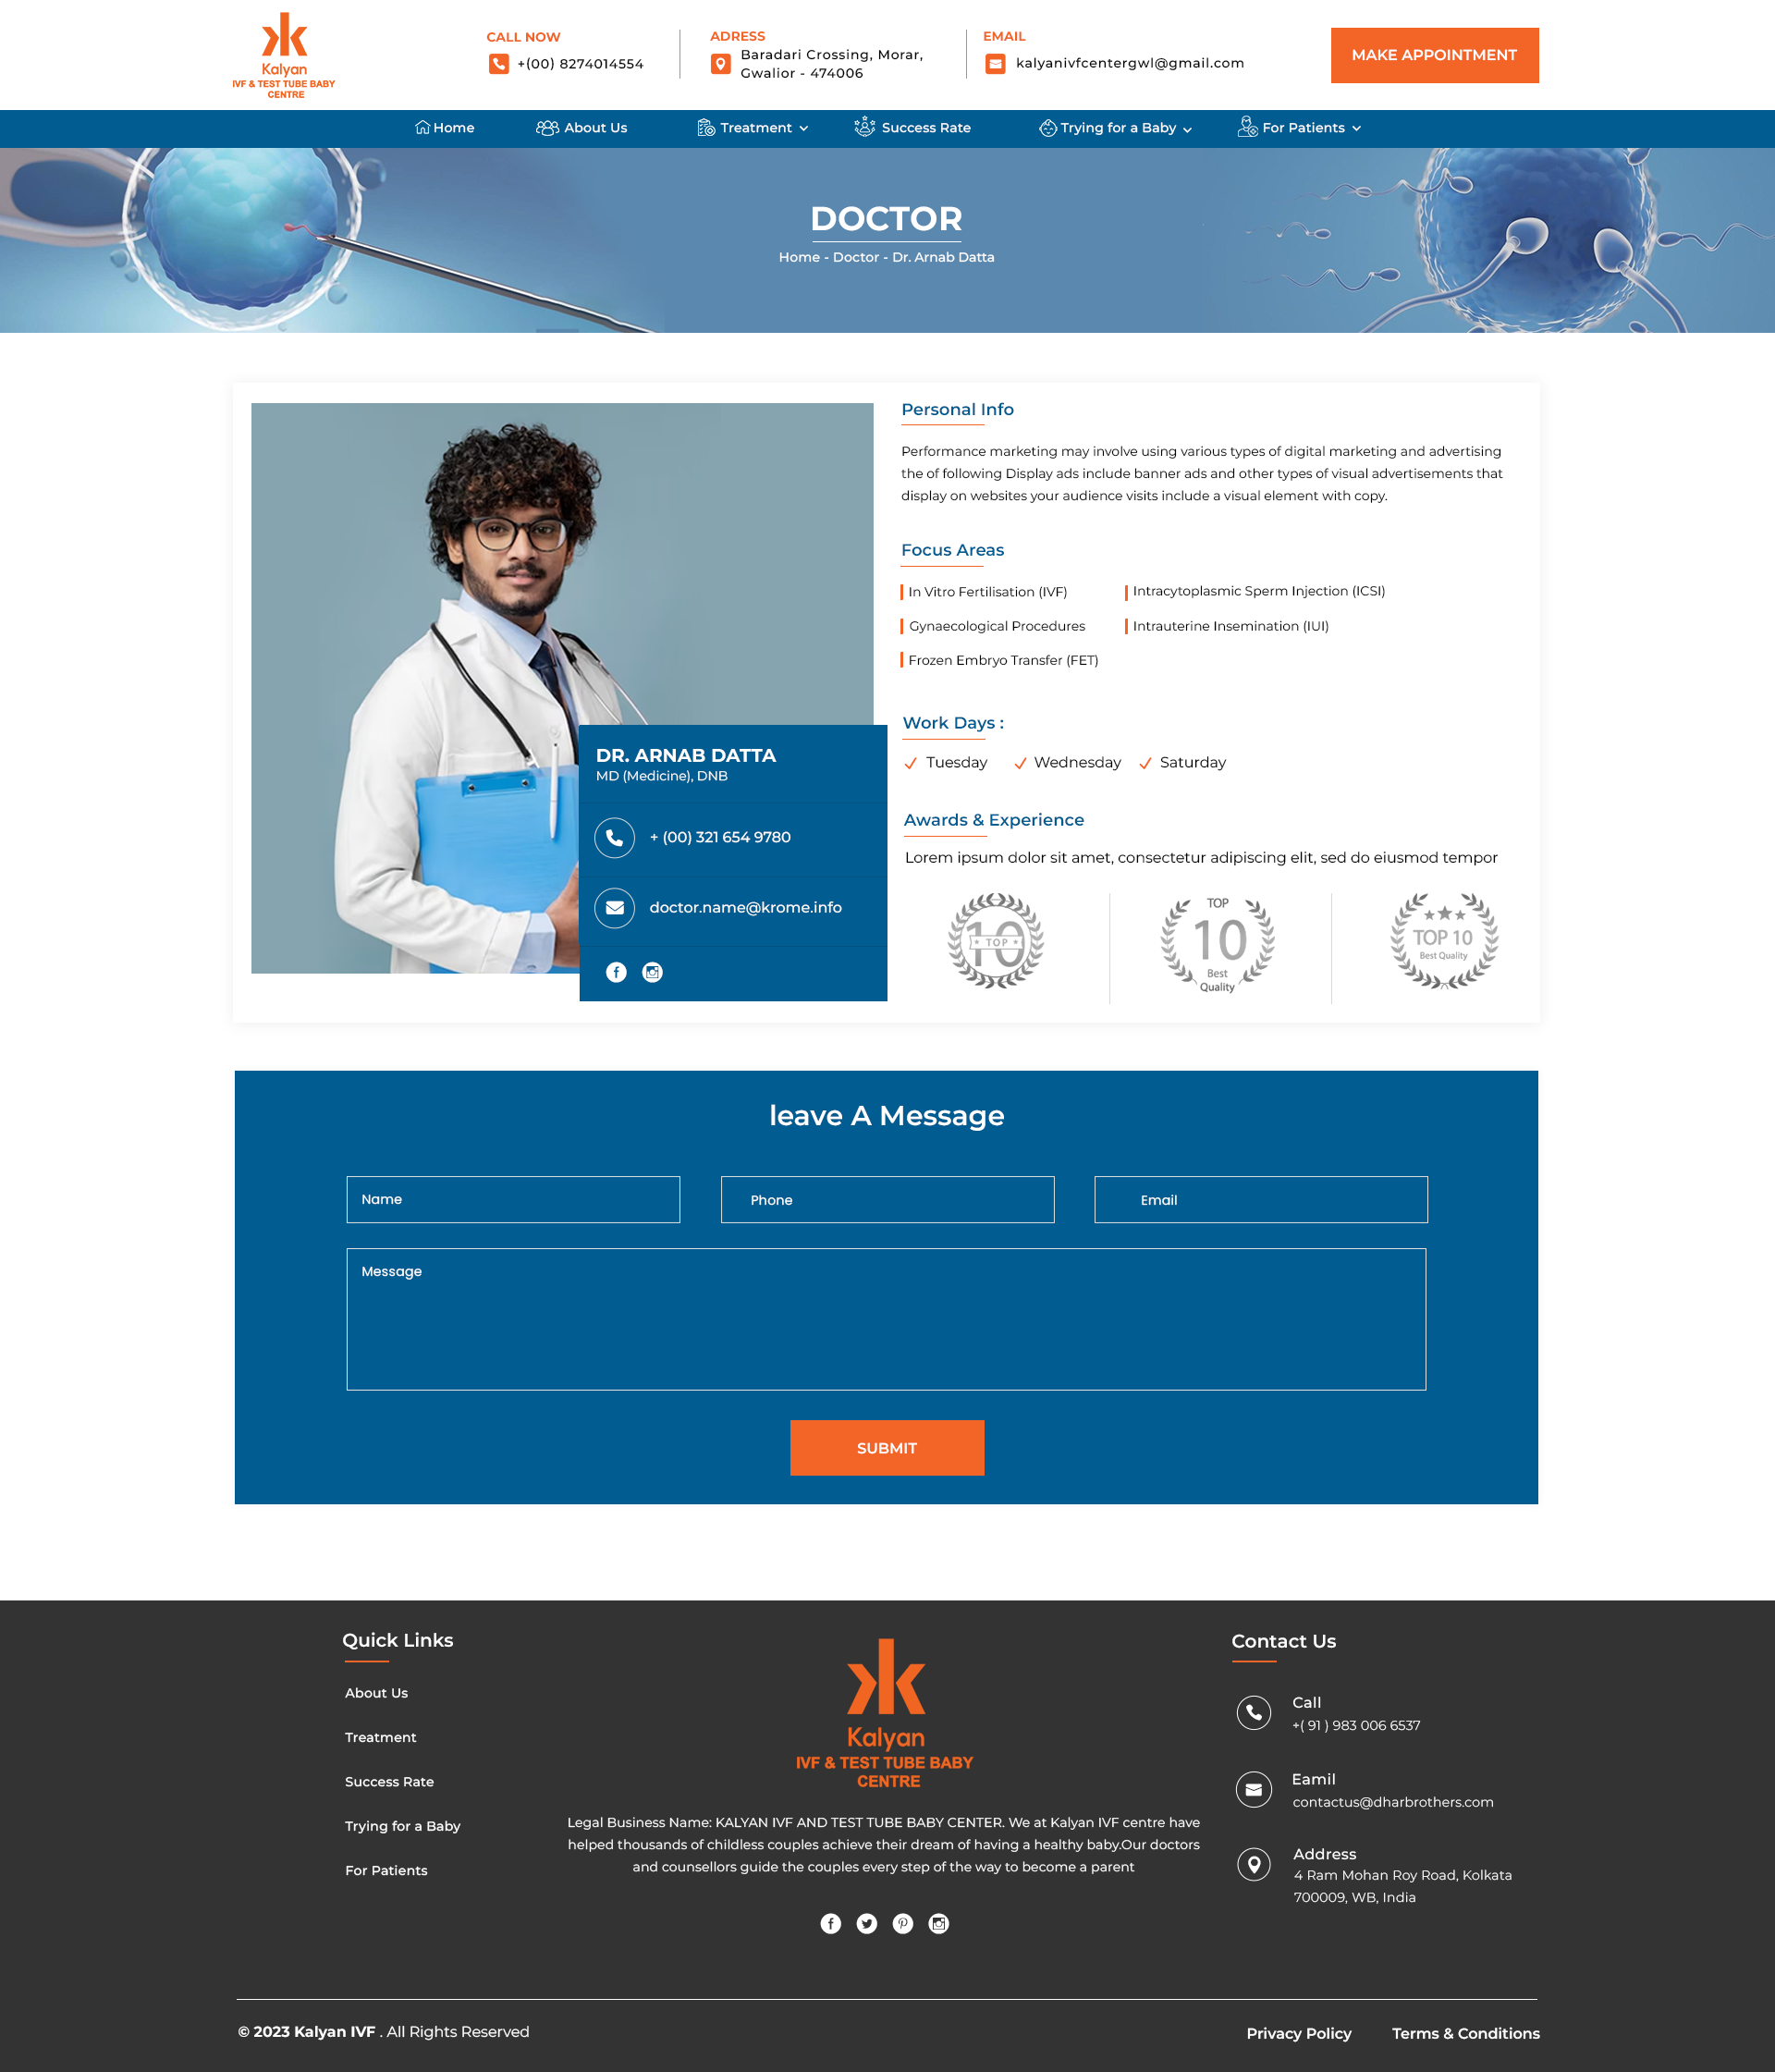 Kalyan
IVF & TEST TUBE BABY
CENTRE
CALL NOW
+(00) 8274014554
ADRESS
Baradari Crossing, Morar,
Gwalior - 474006
EMAIL
kalyanivfcentergwl@gmail.com
MAKE APPOINTMENT
Home
About Us
Treatment
Success Rate
Trying for a Baby
For Patients
DOCTOR
Home - Doctor - Dr. Arnab Datta
DR. ARNAB DATTA
MD (Medicine), DNB
+ (00) 321 654 9780
doctor.name@krome.info
Personal Info
Performance marketing may involve using various types of digital marketing and advertising
the of following Display ads include banner ads and other types of visual advertisements that
display on websites your audience visits include a visual element with copy.
Focus Areas
In Vitro Fertilisation (IVF)
Intracytoplasmic Sperm Injection (ICSI)
Gynaecological Procedures
Intrauterine Insemination (IUI)
Frozen Embryo Transfer (FET)
Work Days :
Tuesday
Wednesday
Saturday
Awards & Experience
Lorem ipsum dolor sit amet, consectetur adipiscing elit, sed do eiusmod tempor
10
TOP
TOP
10
Best
Quality
TOP 10
Best Quality
leave A Message
Name
Phone
Email
Message
SUBMIT
Quick Links
About Us
Treatment
Success Rate
Trying for a Baby
For Patients
Kalyan
IVF & TEST TUBE BABY
CENTRE
Legal Business Name: KALYAN IVF AND TEST TUBE BABY CENTER. We at Kalyan IVF centre have
helped thousands of childless couples achieve their dream of having a healthy baby.Our doctors
and counsellors guide the couples every step of the way to become a parent
Contact Us
Call
+( 91 ) 983 006 6537
Eamil
contactus@dharbrothers.com
Address
4 Ram Mohan Roy Road, Kolkata
700009, WB, India
© 2023 Kalyan IVF . All Rights Reserved
Privacy Policy
Terms & Conditions